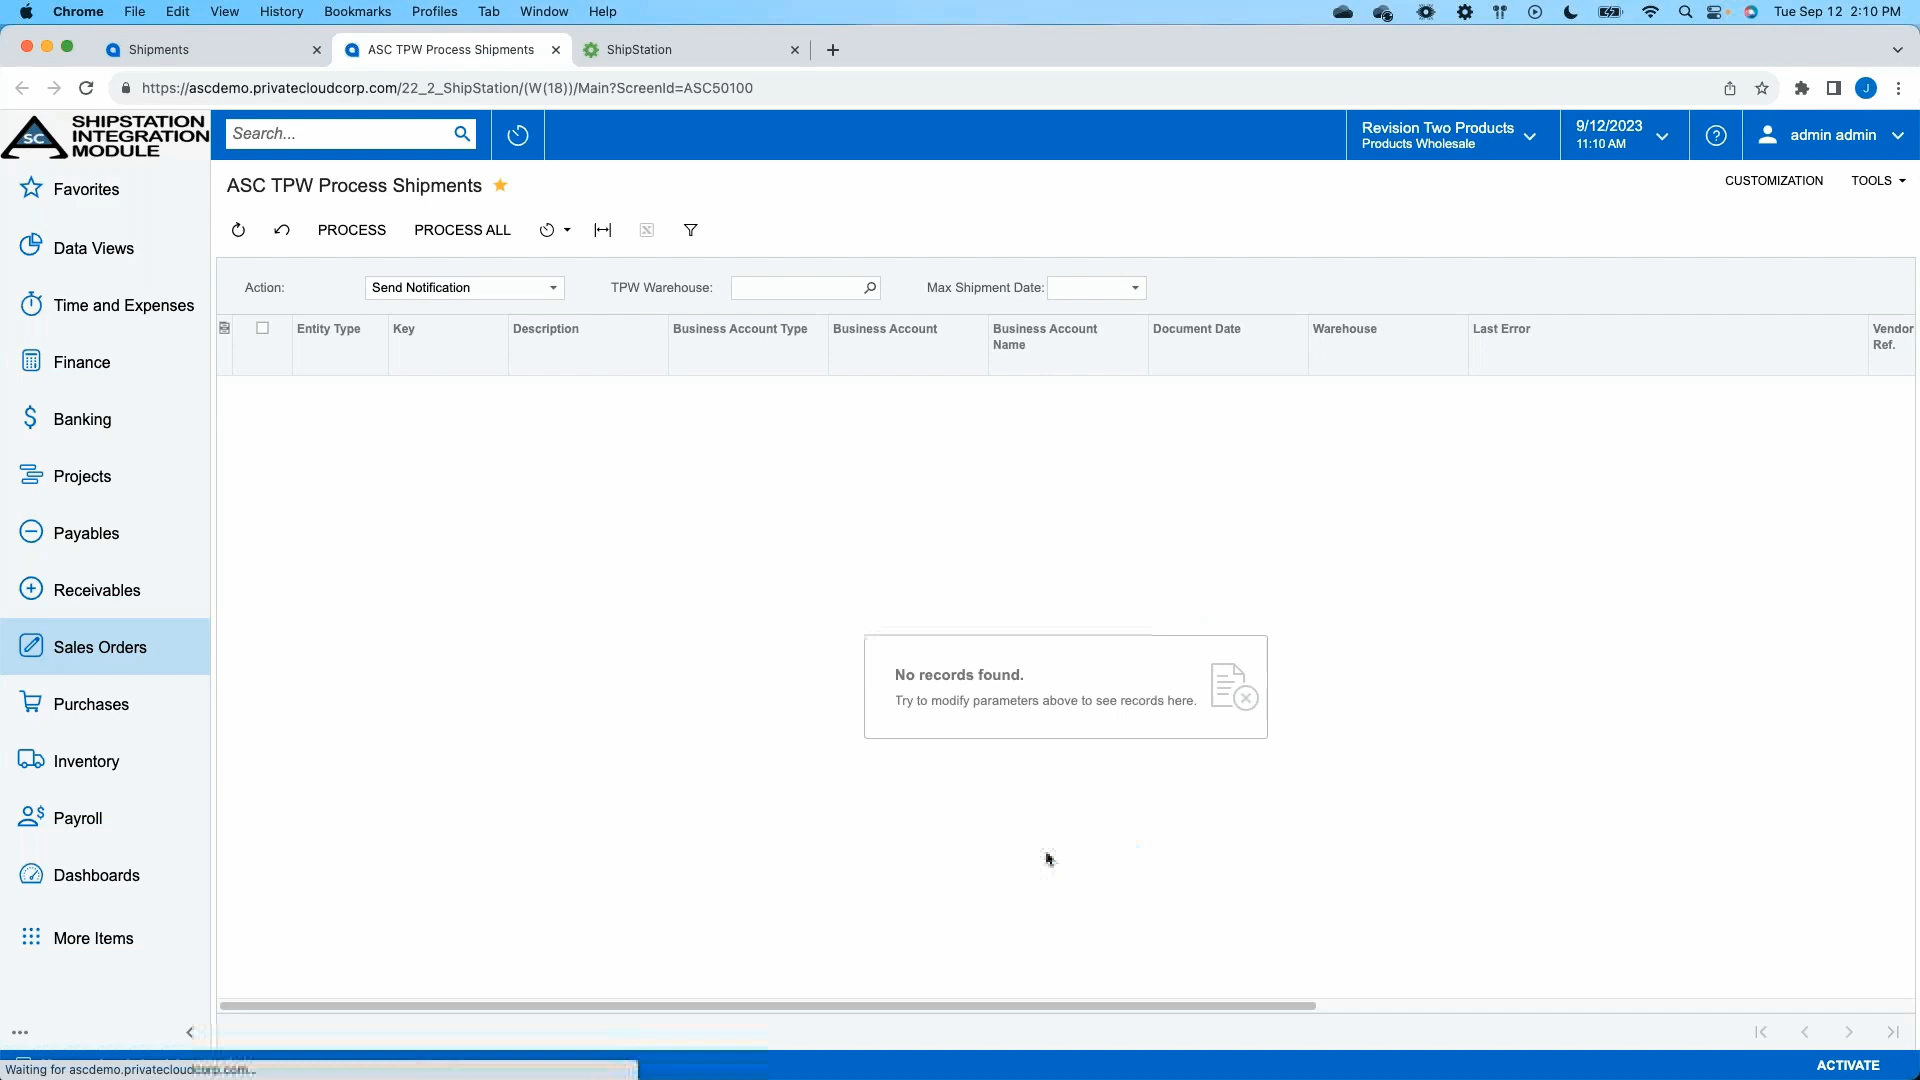 Chrome File Edit View History Bookmarks Profiles Tab Window Help Tue Sep 12 2:10 PM
Shipments ASC TPW Process Shipments ShipStation
https://ascdemo.privatecloudcorp.com/22_2_ShipStation/(W(18))/Main?ScreenId=ASC50100 J
SC SHIPSTATION
INTEGRATION
MODULE
Search...
Revision Two Products
Products Wholesale
9/12/2023
11:10 AM
admin admin
ASC TPW Process Shipments
CUSTOMIZATION TOOLS
PROCESS PROCESS ALL
Action: Send Notification TPW Warehouse: Max Shipment Date:
Entity Type Key Description Business Account Type Business Account Business Account Name Document Date Warehouse Last Error Vendor Ref.
Favorites
Data Views
Time and Expenses
Finance
Banking
Projects
Payables
Receivables
Sales Orders
Purchases
Inventory
Payroll
Dashboards
More Items
No records found.
Try to modify parameters above to see records here.
ACTIVATE
Waiting for ascdemo.privatecloudcorp.com...